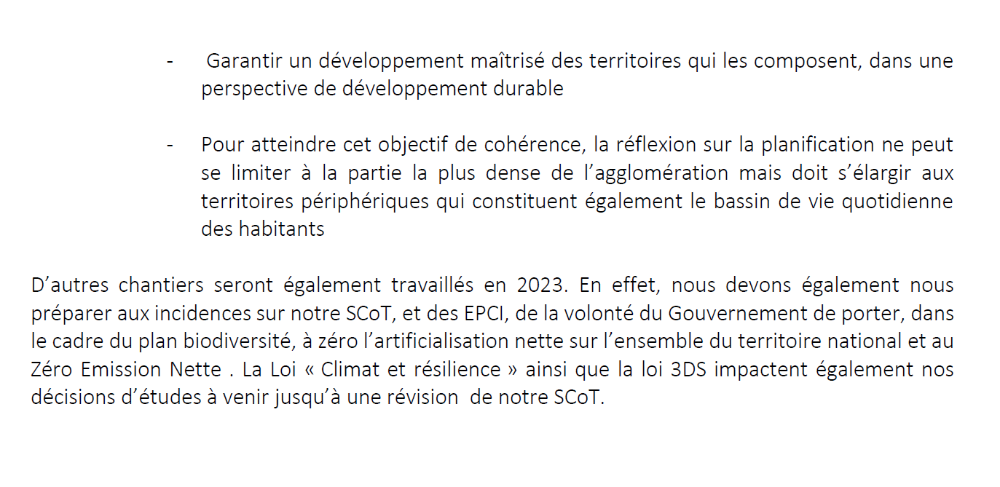 - Garantir un développement maîtrisé des territoires qui les composent, dans une
perspective de développement durable
- Pour atteindre cet objectif de cohérence, la réflexion sur la planification ne peut
se limiter à la partie la plus dense de l’agglomération mais doit s’élargir aux
territoires périphériques qui constituent également le bassin de vie quotidienne
des habitants
D’autres chantiers seront également travaillés en 2023. En effet, nous devons également nous
préparer aux incidences sur notre SCoT, et des EPCI, de la volonté du Gouvernement de porter, dans
le cadre du plan biodiversité, à zéro l’artificialisation nette sur l’ensemble du territoire national et au
Zéro Emission Nette . La Loi « Climat et résilience » ainsi que la loi 3DS impactent également nos
décisions d’études à venir jusqu’à une révision  de notre SCoT.